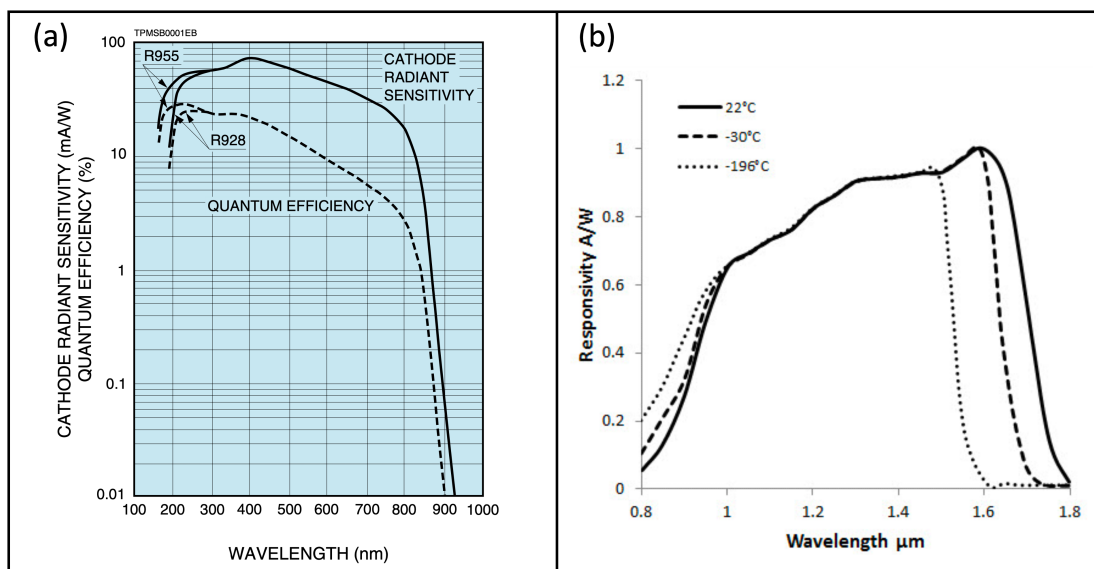 (a)
TPMSB0001EB
100
10
1
0.1
0.01
CATHODE RADIANT SENSITIVITY (mA/W)
QUANTUM EFFICIENCY (%)
R955
R928
CATHODE
RADIANT
SENSITIVITY
QUANTUM EFFICIENCY
100 200 300 400 500 600 700 800 900 1000
WAVELENGTH (nm)
(b)
1.2
1
0.8
0.6
0.4
0.2
0
Responsivity A/W
22°C
-30°C
-196°C
0.8 1 1.2 1.4 1.6 1.8
Wavelength µm